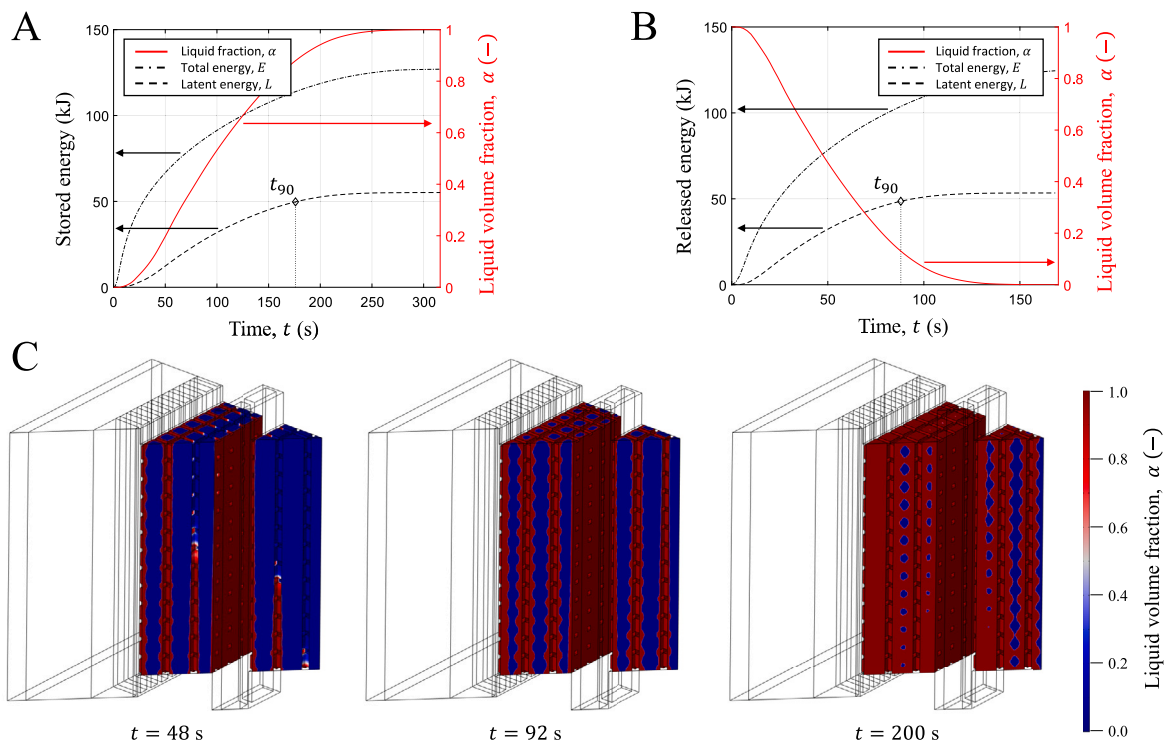 A
150
100
50
0
Stored energy (kJ)
Liquid fraction, α
Total energy, E
Latent energy, L
t90
1
0.8
0.6
0.4
0.2
0
Liquid volume fraction, α (−)
0 50 100 150 200 250 300
Time, t (s)
B
150
100
50
0
Released energy (kJ)
Liquid fraction, α
Total energy, E
Latent energy, L
t90
1
0.8
0.6
0.4
0.2
0
Liquid volume fraction, α (−)
0 50 100 150
Time, t (s)
C
t = 48 s
t = 92 s
t = 200 s
1.0
0.8
0.6
0.4
0.2
0.0
Liquid volume fraction, α (−)